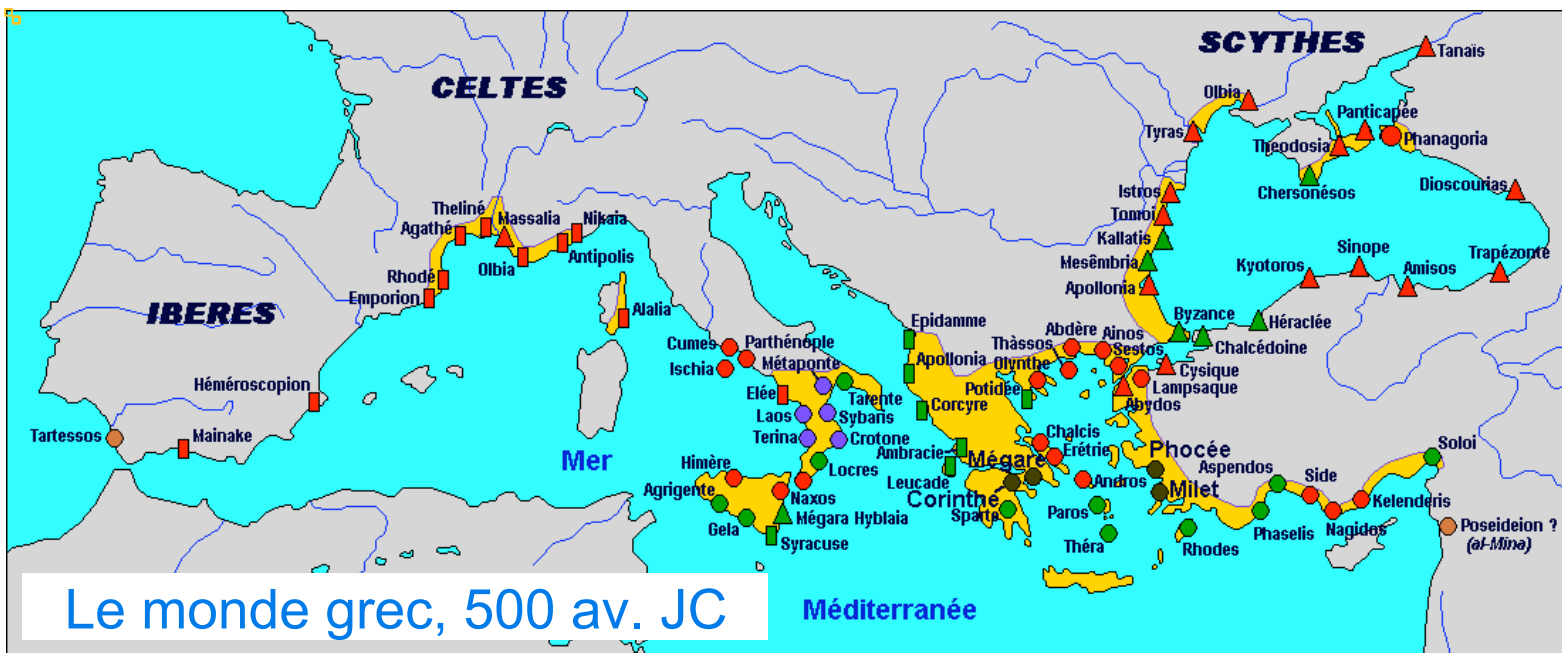 SCYTHES
Tanaïs
CELTES
Olbia
Panticapée
Tyras
Theodosia
Phanagoria
Chersonésos
Dioscourias
Istros
Theliné
Massalia
Nikaia
Tomoi
Agathé
Kallatis
Sinope
Trapézonte
Antipolis
Mesêmbria
Kyotoros
Amisos
Olbia
Rhodé
Apollonia
Emporion
IBERES
Alalia
Byzance
Héraclée
Epidamme
Abdère
Ainos
Chalcédoine
Cumes
Parthénople
Thàssos
Sestos
Apollonia
Ischia
Métaponte
Olynthe
Cysique
Héméroscopion
Potidée
Lampsaque
Elée
Tarente
Abydos
Corcyre
Laos
Sybaris
Tartessos
Mainake
Terina
Crotone
Chalcis
Phocée
Soloi
Ambracie
Erétrie
Mer
Mégare
Aspendos
Side
Himère
Locres
Leucade
Andros
Kelenderis
Agrigente
Naxos
Corinthe
Milet
Sparte
Paros
Mégara Hyblaia
Phaselis
Nagidos
Poseideion ?
Gela
Rhodes
(al-Mina)
Syracuse
Théra
Le monde grec, 500 av. JC
Méditerranée